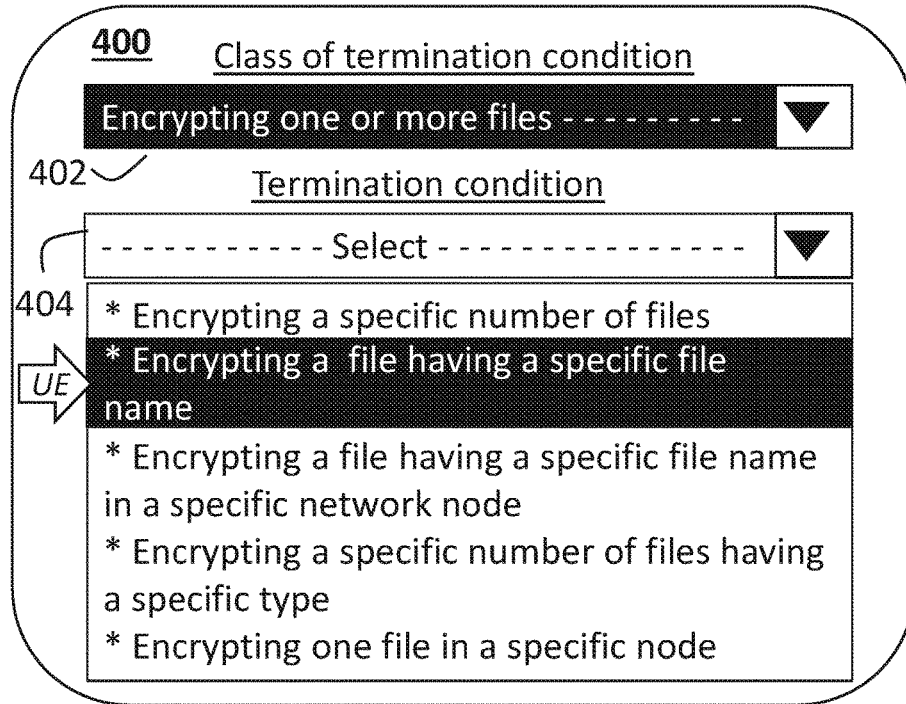 400
Class of termination condition
Encrypting one or more files - - - - - - - - -
402
Termination condition
- - - - - - - - - - - Select - - - - - - - - - - - - - - -
404
* Encrypting a specific number of files
* Encrypting a  file having a specific file
UE
name
* Encrypting a file having a specific file name
in a specific network node
* Encrypting a specific number of files having
a specific type
* Encrypting one file in a specific node